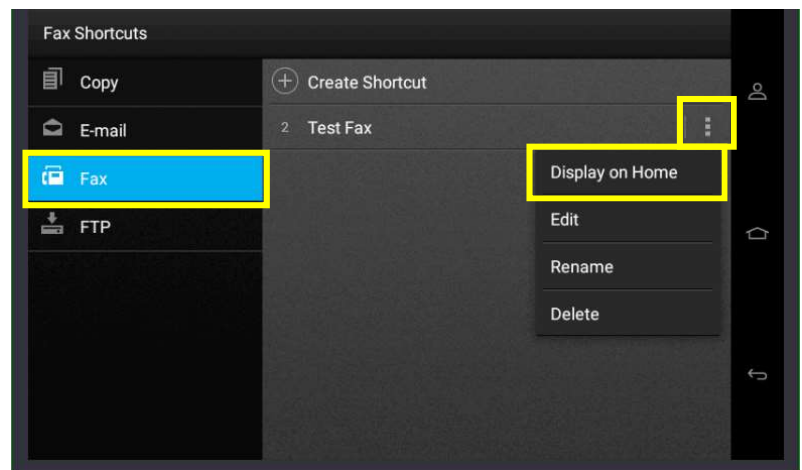 Fax Shortcuts
Copy
Create Shortcut
E-mail
2 Test Fax
Fax
Display on Home
FTP
Edit
Rename
Delete